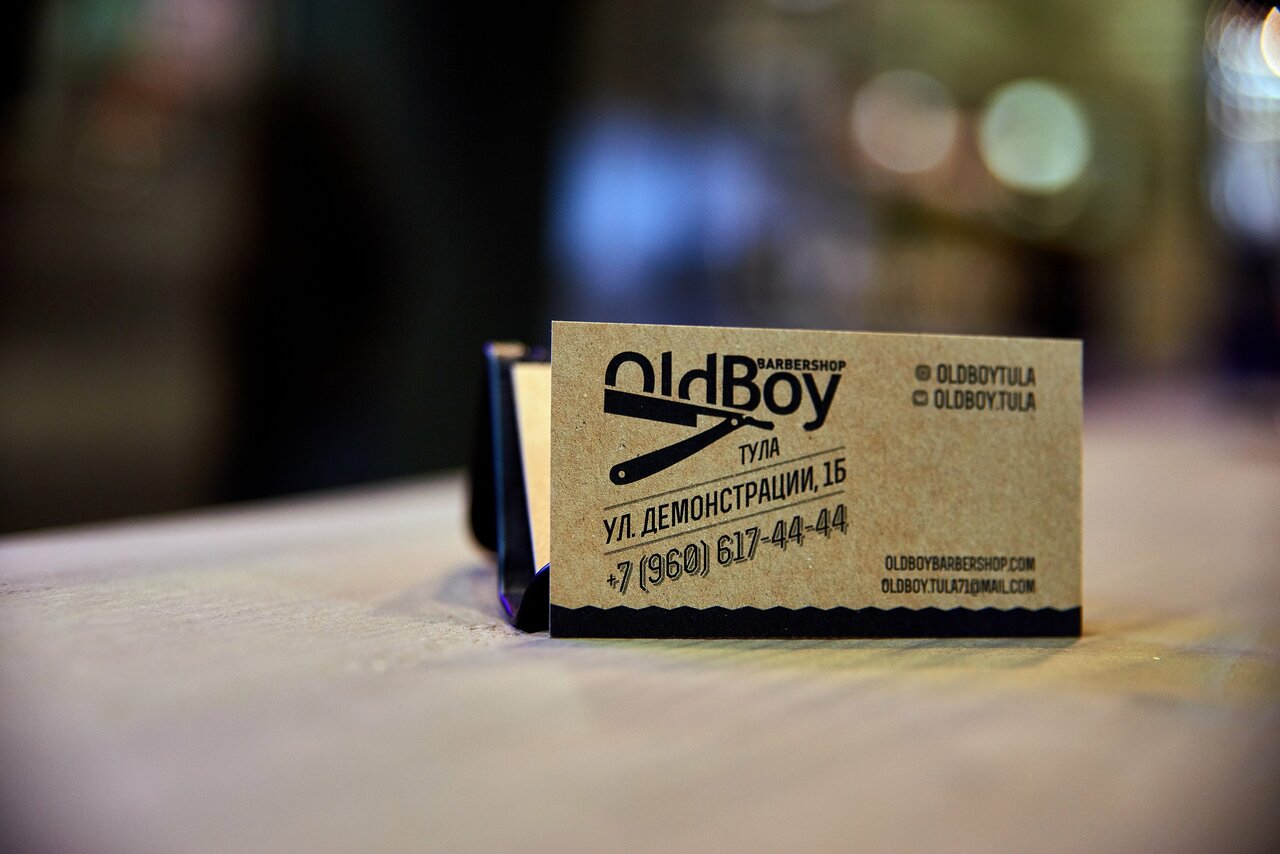 OldBoy BARBERSHOP
ТУЛА
УЛ. ДЕМОНСТРАЦИИ, 1Б
+7 (960) 617-44-44
OLDBOYTULA
OLDBOY.TULA
OLDBOYBARBERSHOP.COM
OLDBOY.TULA71@MAIL.COM